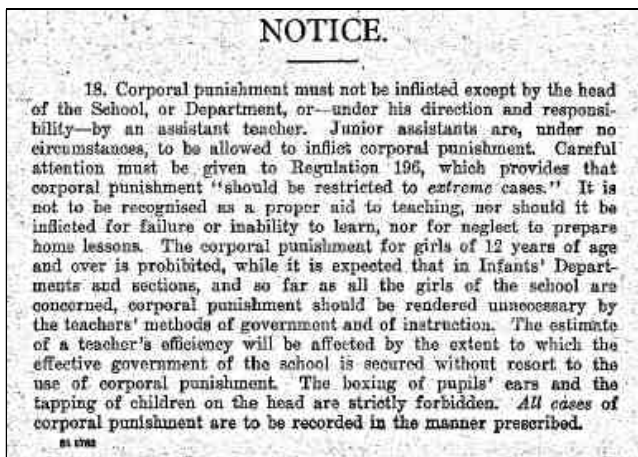 NOTICE.
18. Corporal punishment must not be inflicted except by the head
of the School, or Department, or—under his direction and responsi-
bility—by an assistant teacher. Junior assistants are, under no
circumstances, to be allowed to inflict corporal punishment. Careful
attention must be given to Regulation 196, which provides that
corporal punishment "should be restricted to extreme cases." It is
not to be recognised as a proper aid to teaching, nor should it be
inflicted for failure or inability to learn, nor for neglect to prepare
home lessons. The corporal punishment for girls of 12 years of age
and over is prohibited, while it is expected that in Infants' Depart-
ments and sections, and so far as all the girls of the school are
concerned, corporal punishment should be rendered unnecessary by
the teachers' methods of government and of instruction. The estimate
of a teacher's efficiency will be affected by the extent to which the
effective government of the school is secured without resort to the
use of corporal punishment. The boxing of pupils' ears and the
tapping of children on the head are strictly forbidden. All cases of
corporal punishment are to be recorded in the manner prescribed.